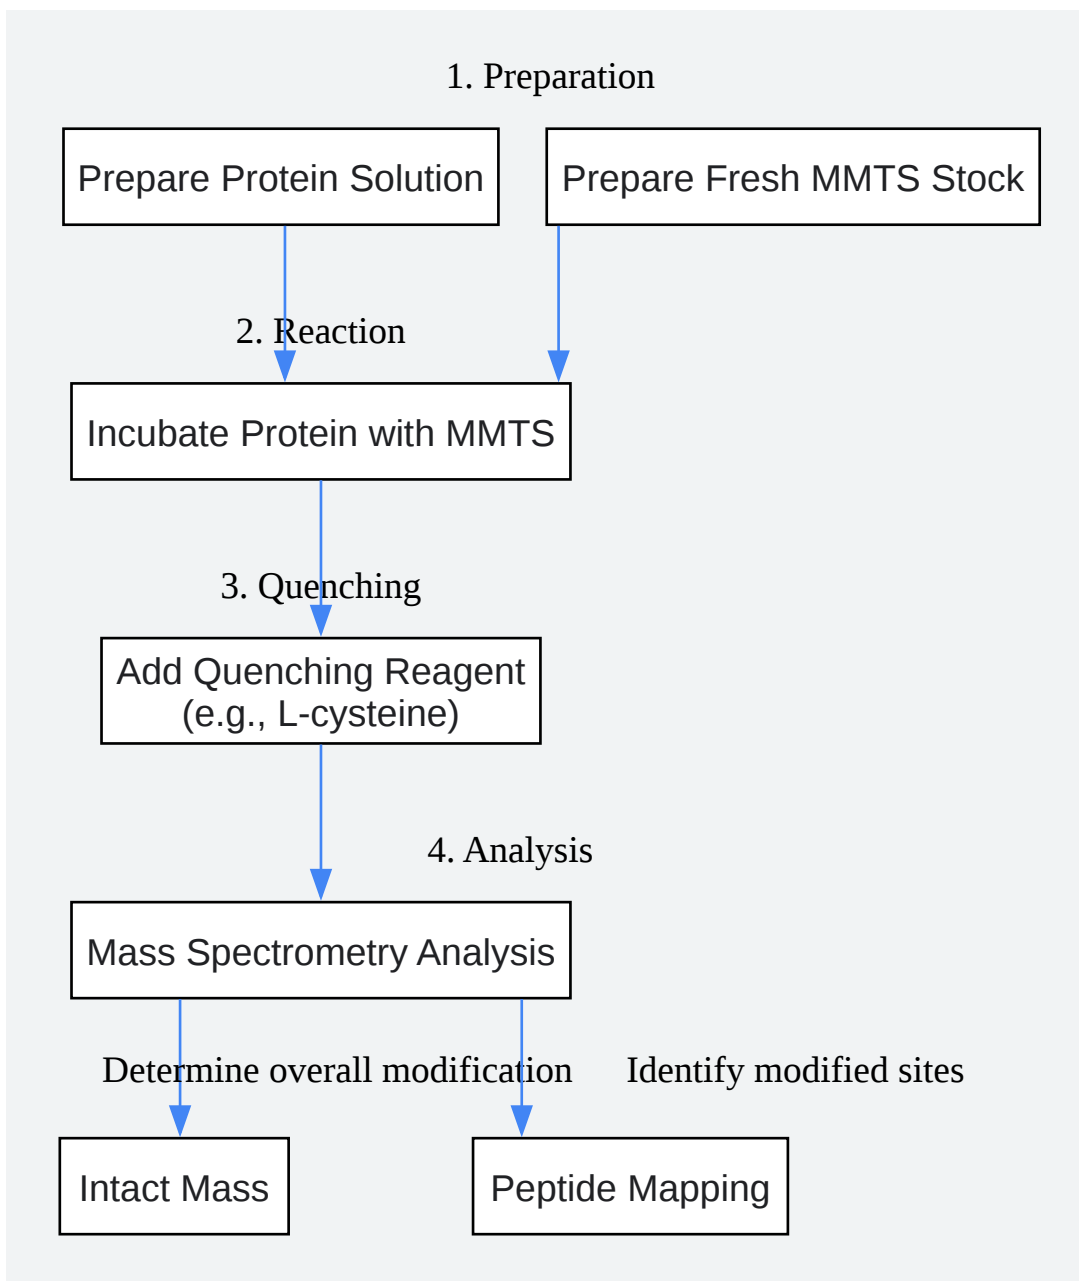 1. Preparation
Prepare Protein Solution
Prepare Fresh MMTS Stock
2. Reaction
Incubate Protein with MMTS
3. Quenching
Add Quenching Reagent
(e.g., L-cysteine)
4. Analysis
Mass Spectrometry Analysis
Determine overall modification
Identify modified sites
Intact Mass
Peptide Mapping